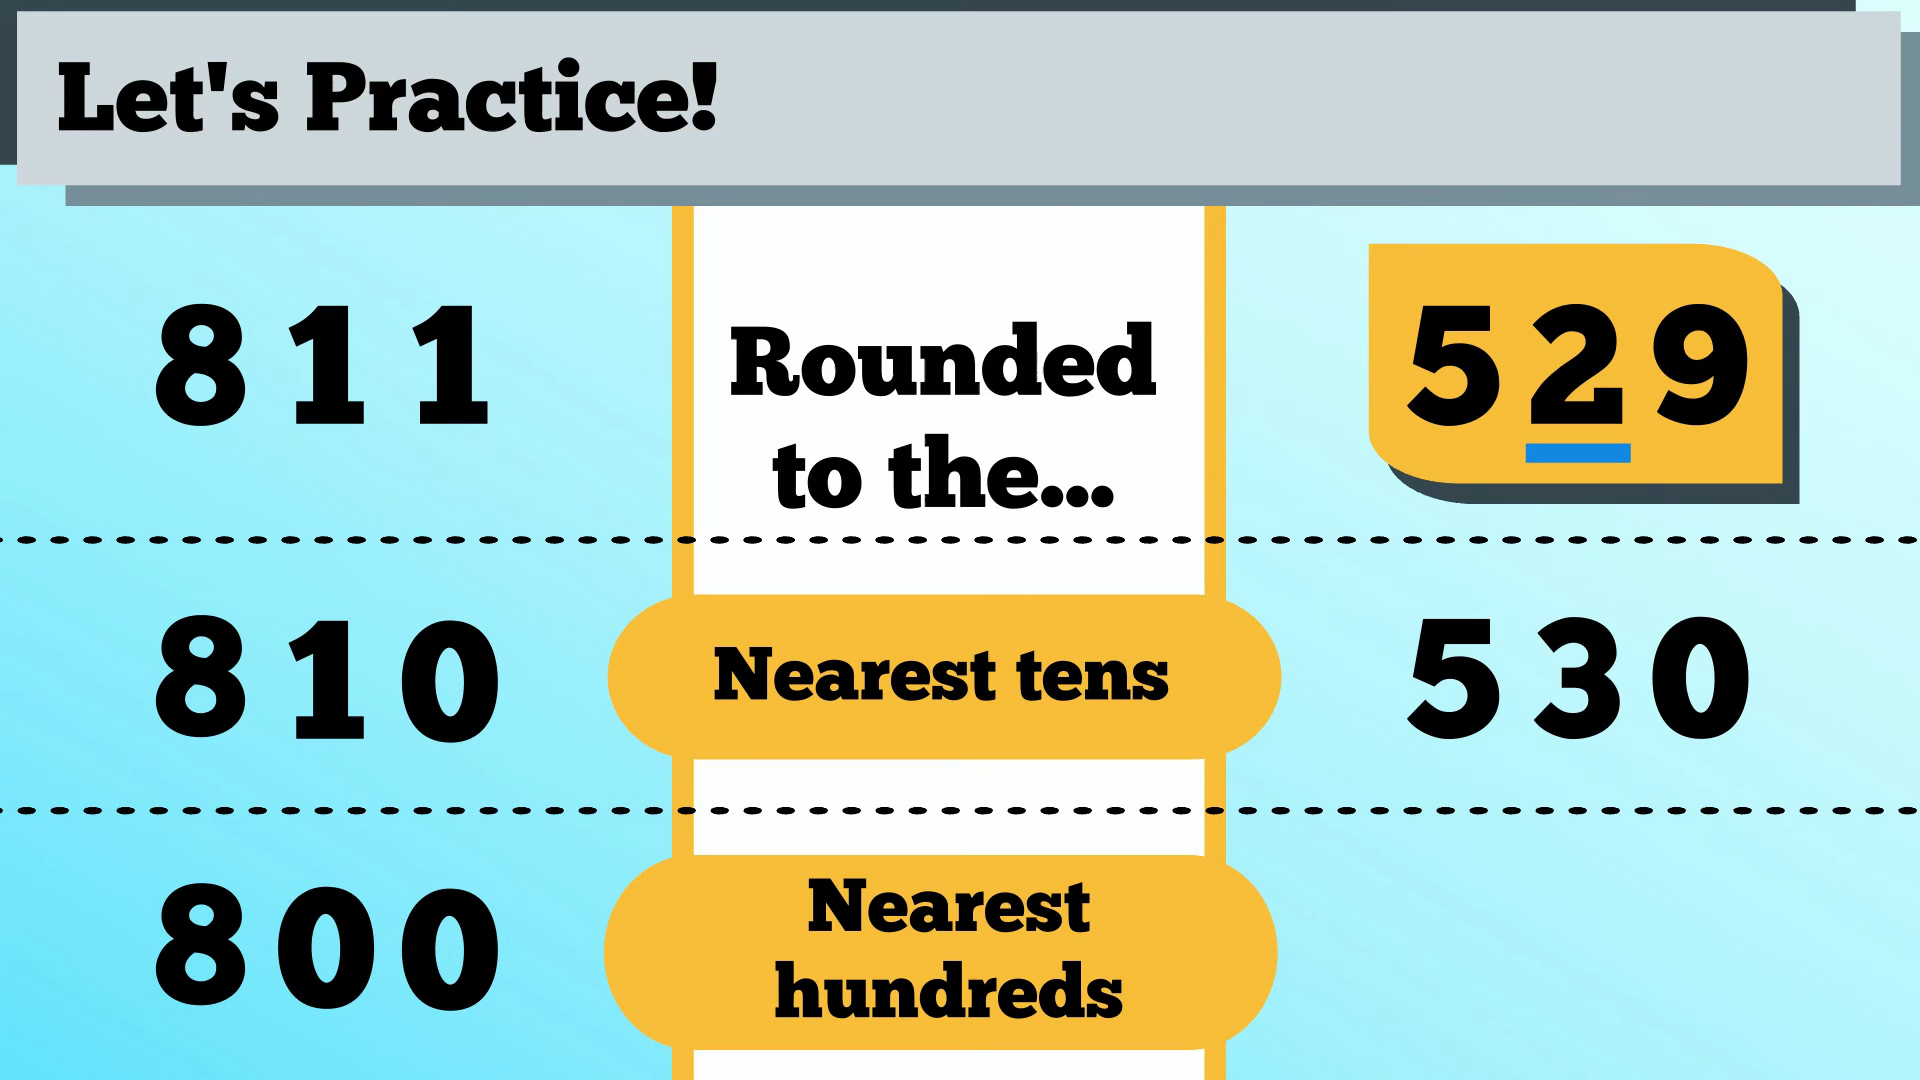 Let's Practice!
811
Rounded
to the...
529
810
Nearest tens
530
800
Nearest
hundreds